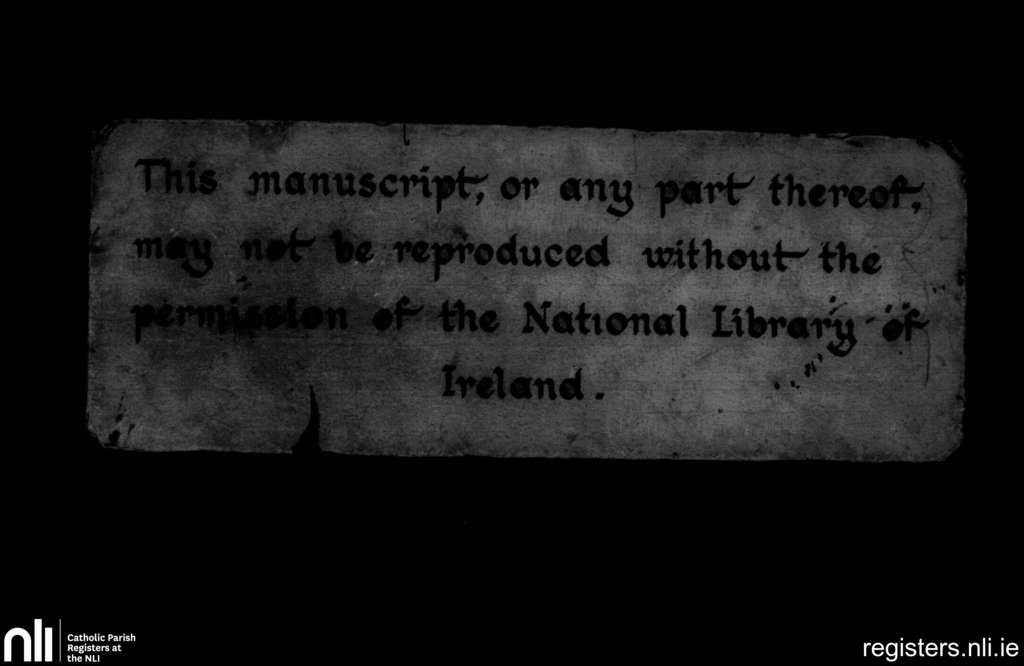 This manuscript, or any part thereof,
may not be reproduced without the
permission of the National Library of
Ireland.
nli
Catholic Parish
Registers at
the NLI
registers.nli.ie